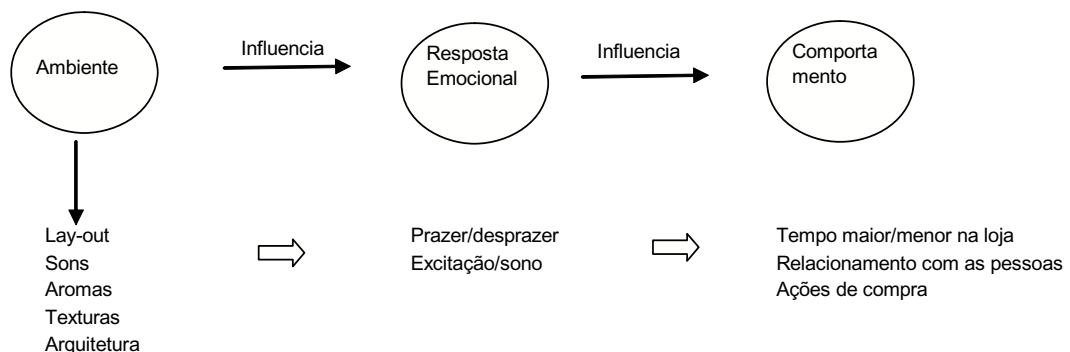 Ambiente
Influencia
Resposta
Emocional
Influencia
Comporta
mento
Lay-out
Sons
Aromas
Texturas
Arquitetura
Prazer/desprazer
Excitação/sono
Tempo maior/menor na loja
Relacionamento com as pessoas
Ações de compra